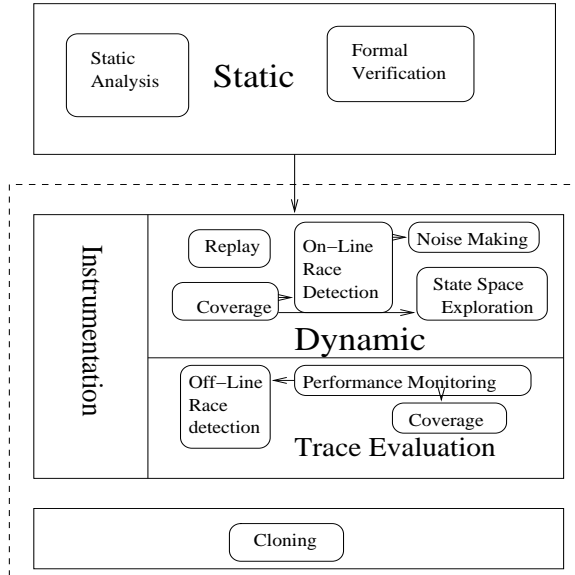 Static
Analysis
Formal
Verification
Static
Instrumentation
Replay
On-Line
Race
Detection
Noise Making
Coverage
State Space
Exploration
Dynamic
Off-Line
Race
detection
Performance Monitoring
Coverage
Trace Evaluation
Cloning